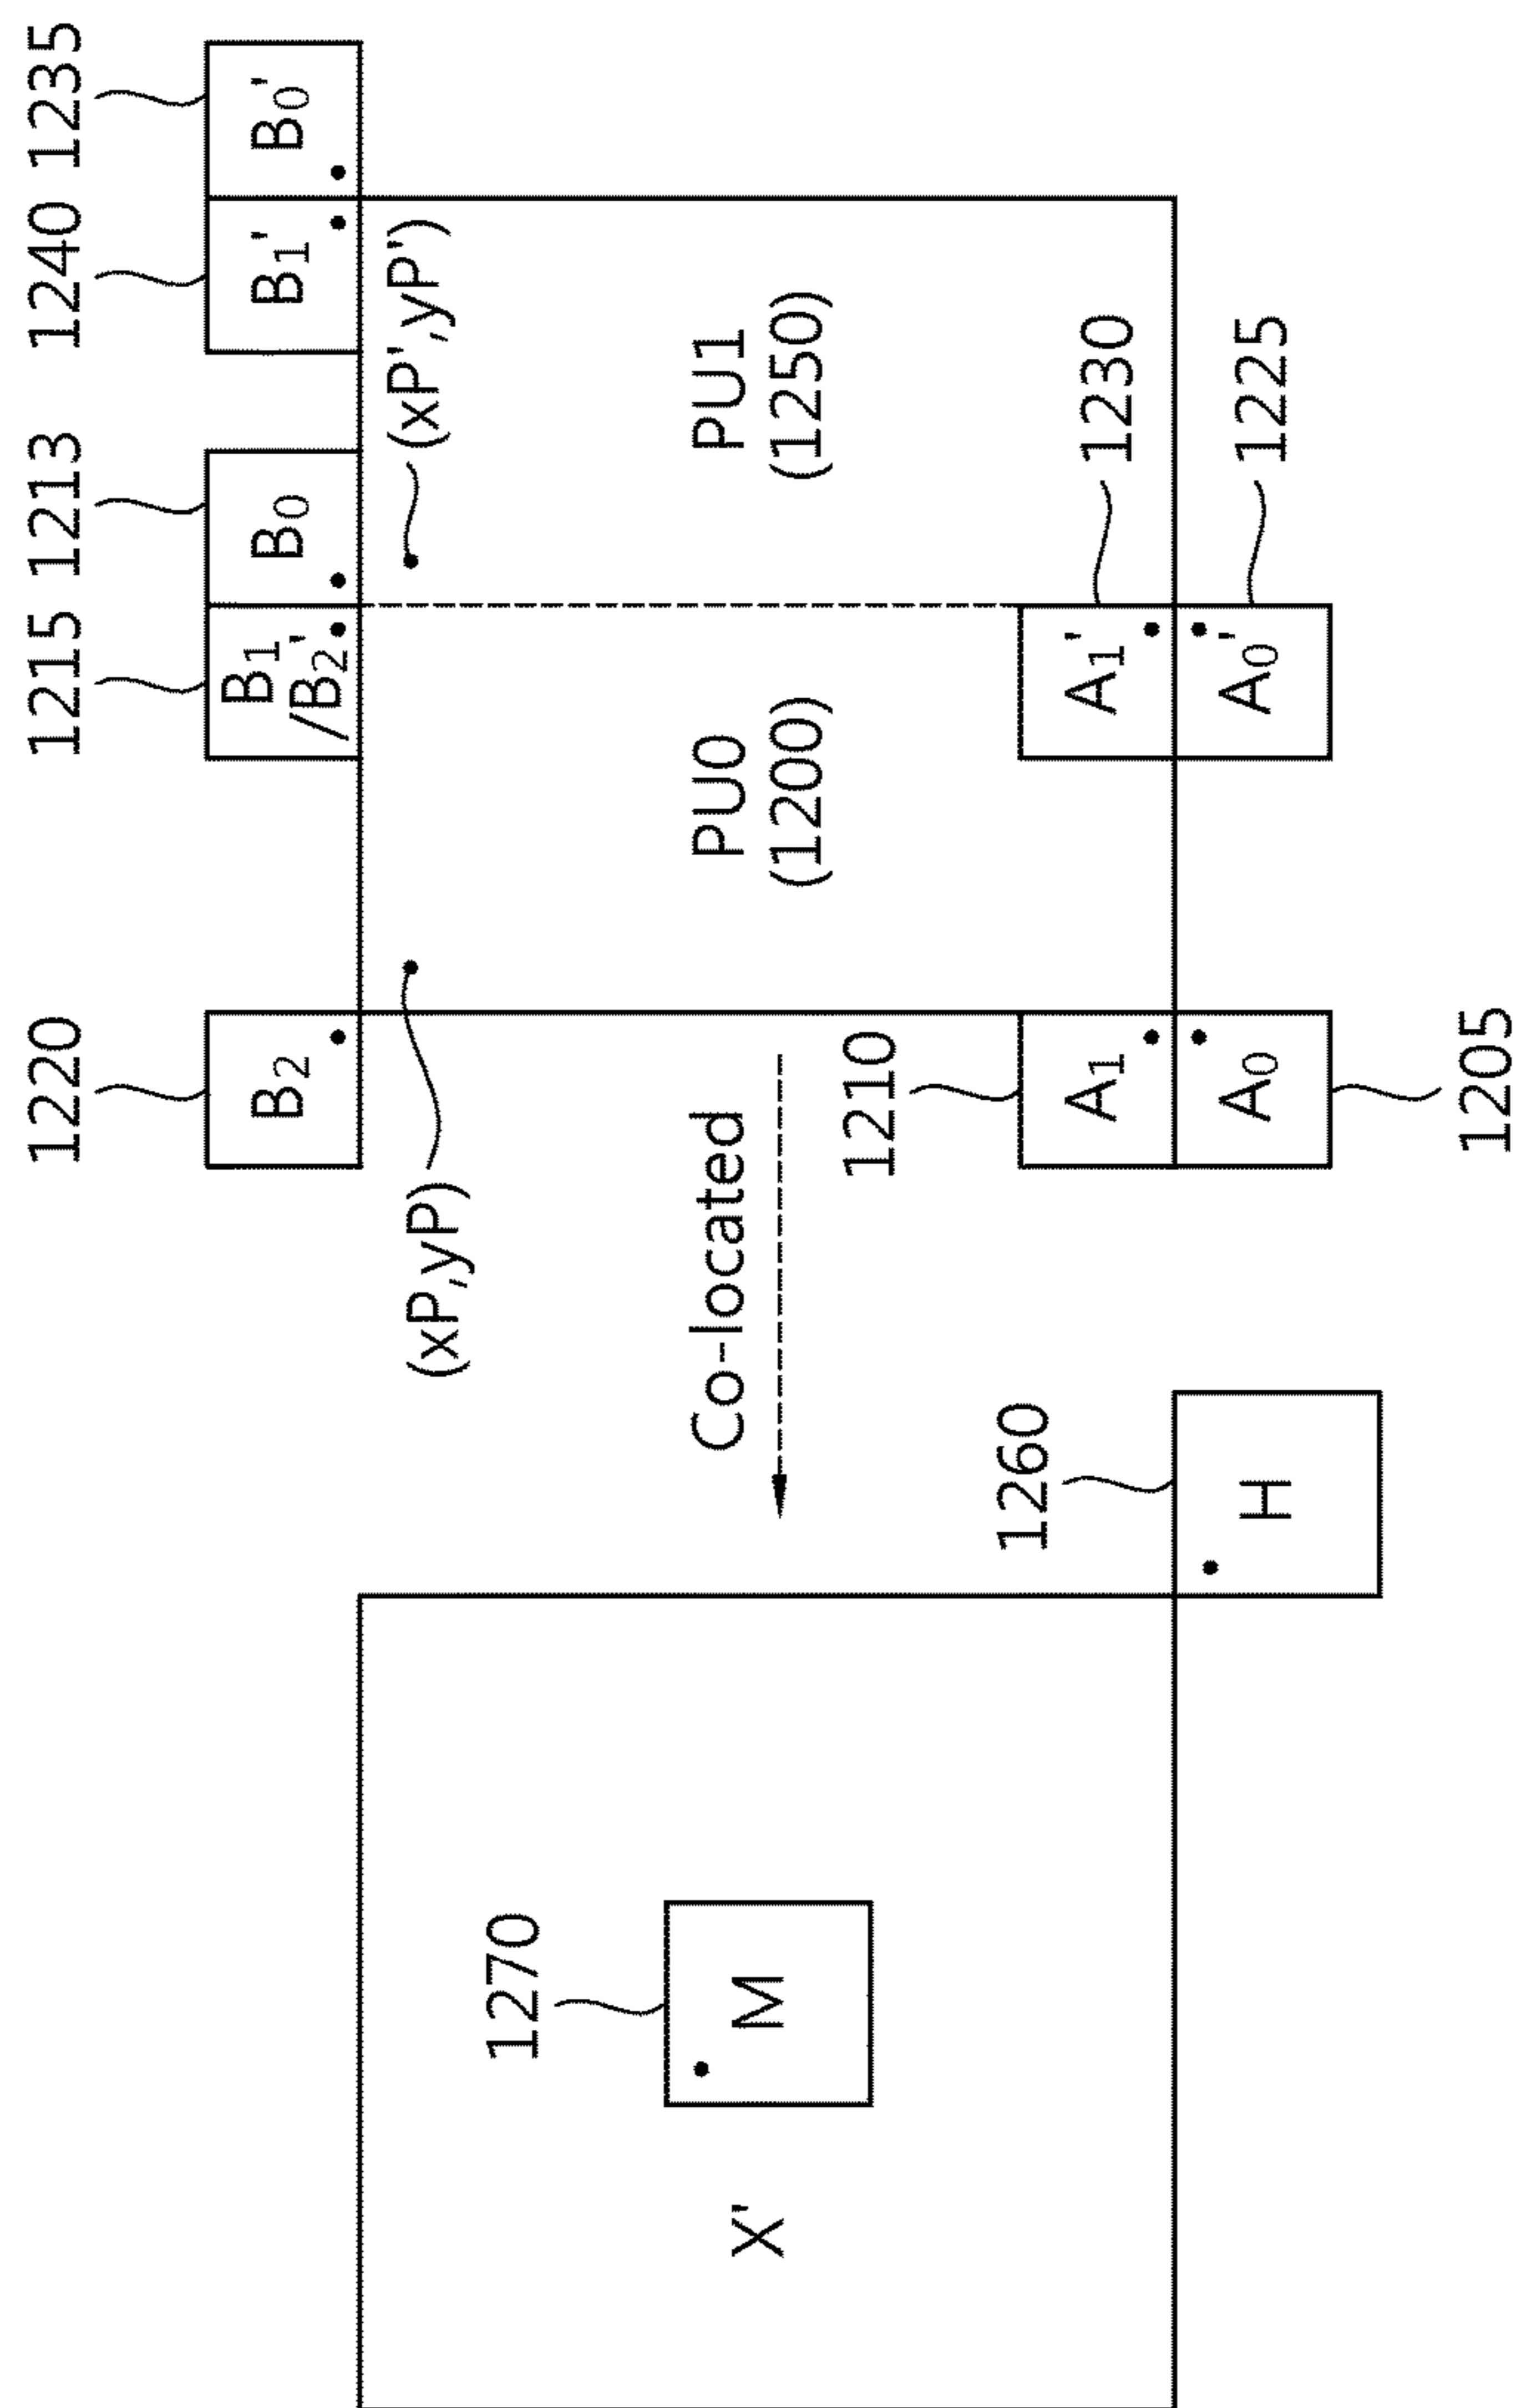 1220
1215
1213
1240
1235
B₂
B₁
/B₂'
B₀
B₁'
B₀'
(xP,yP)
(xP',yP')
1270
X'
M
Co-located
PU0
(1200)
PU1
(1250)
1210
1260
A₁
A₁'
1230
H
A₀
A₀'
1225
1205